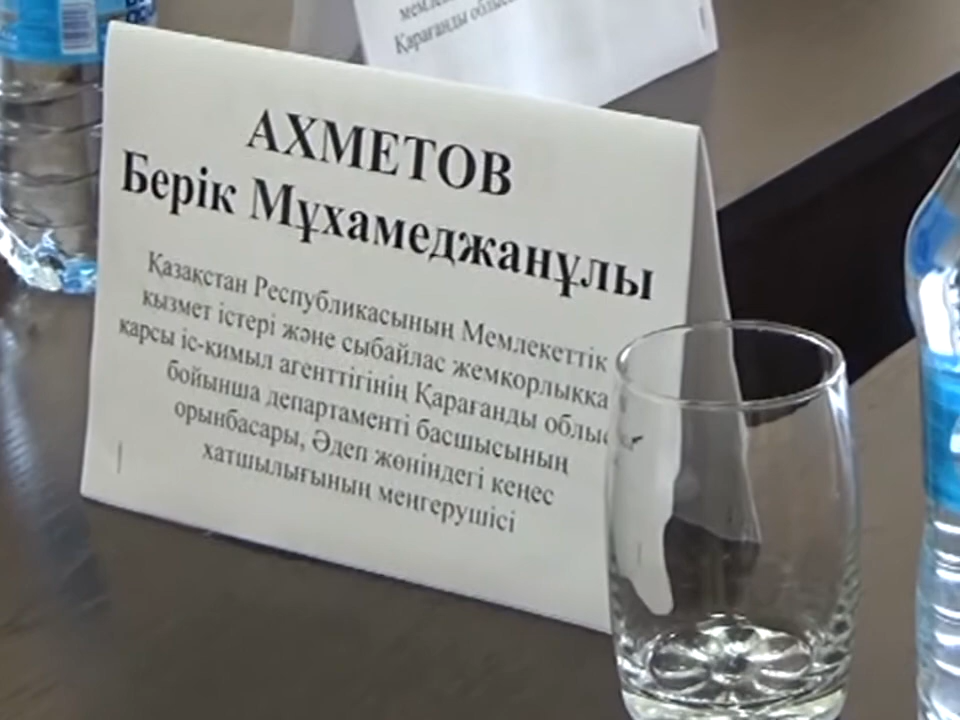 Қарағанды
АХМЕТОВ
Берік Мұхамеджанұлы
Қазақстан Республикасының Мемлекеттік
қызмет істері және сыбайлас жемқорлыққа
қарсы іс-қимыл агенттігінің Қарағанды
бойынша департаменті басшысының
орынбасары, Әдеп жөніндегі кеңес
хатшылығының меңгерушісі